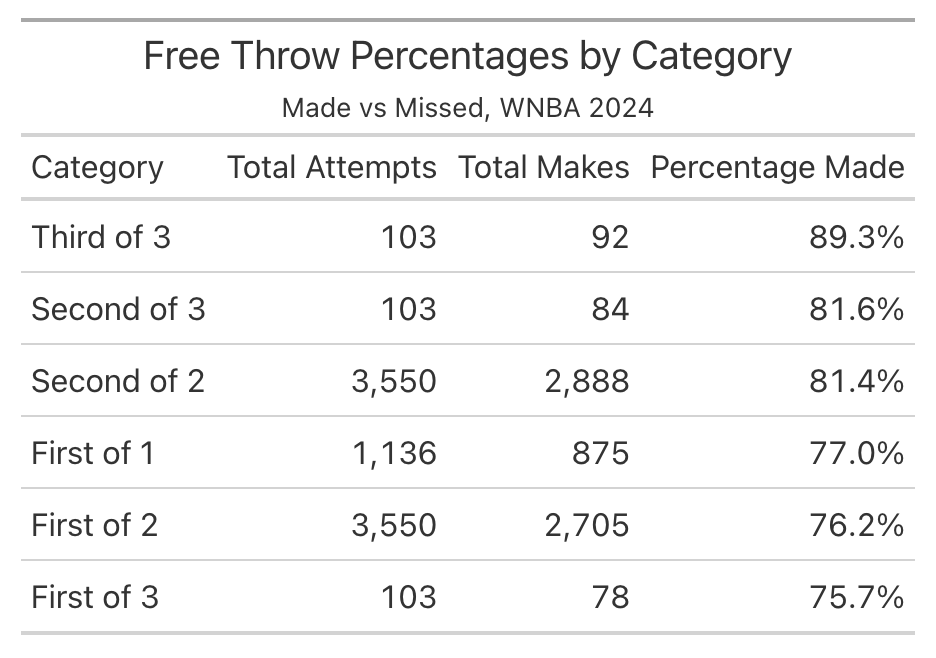 Free Throw Percentages by Category
Made vs Missed, WNBA 2024
Category Total Attempts Total Makes Percentage Made
Third of 3 103 92 89.3%
Second of 3 103 84 81.6%
Second of 2 3,550 2,888 81.4%
First of 1 1,136 875 77.0%
First of 2 3,550 2,705 76.2%
First of 3 103 78 75.7%